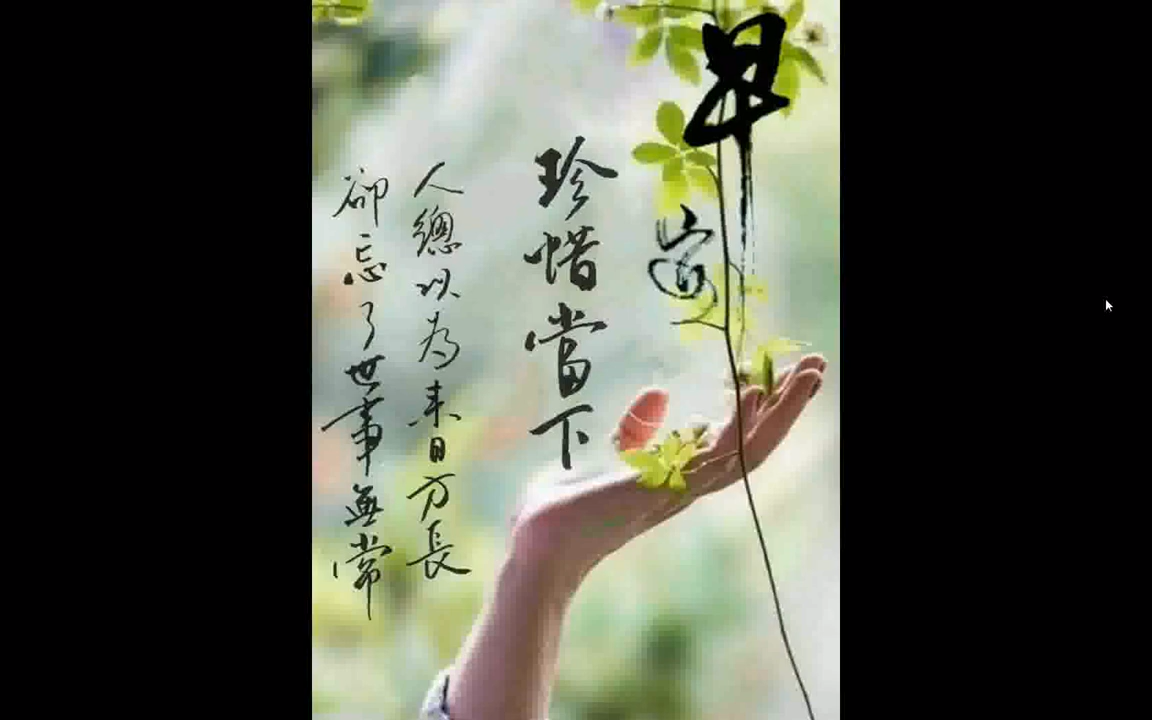 早安
珍惜當下
人總以為來日方長
卻忘了世事無常